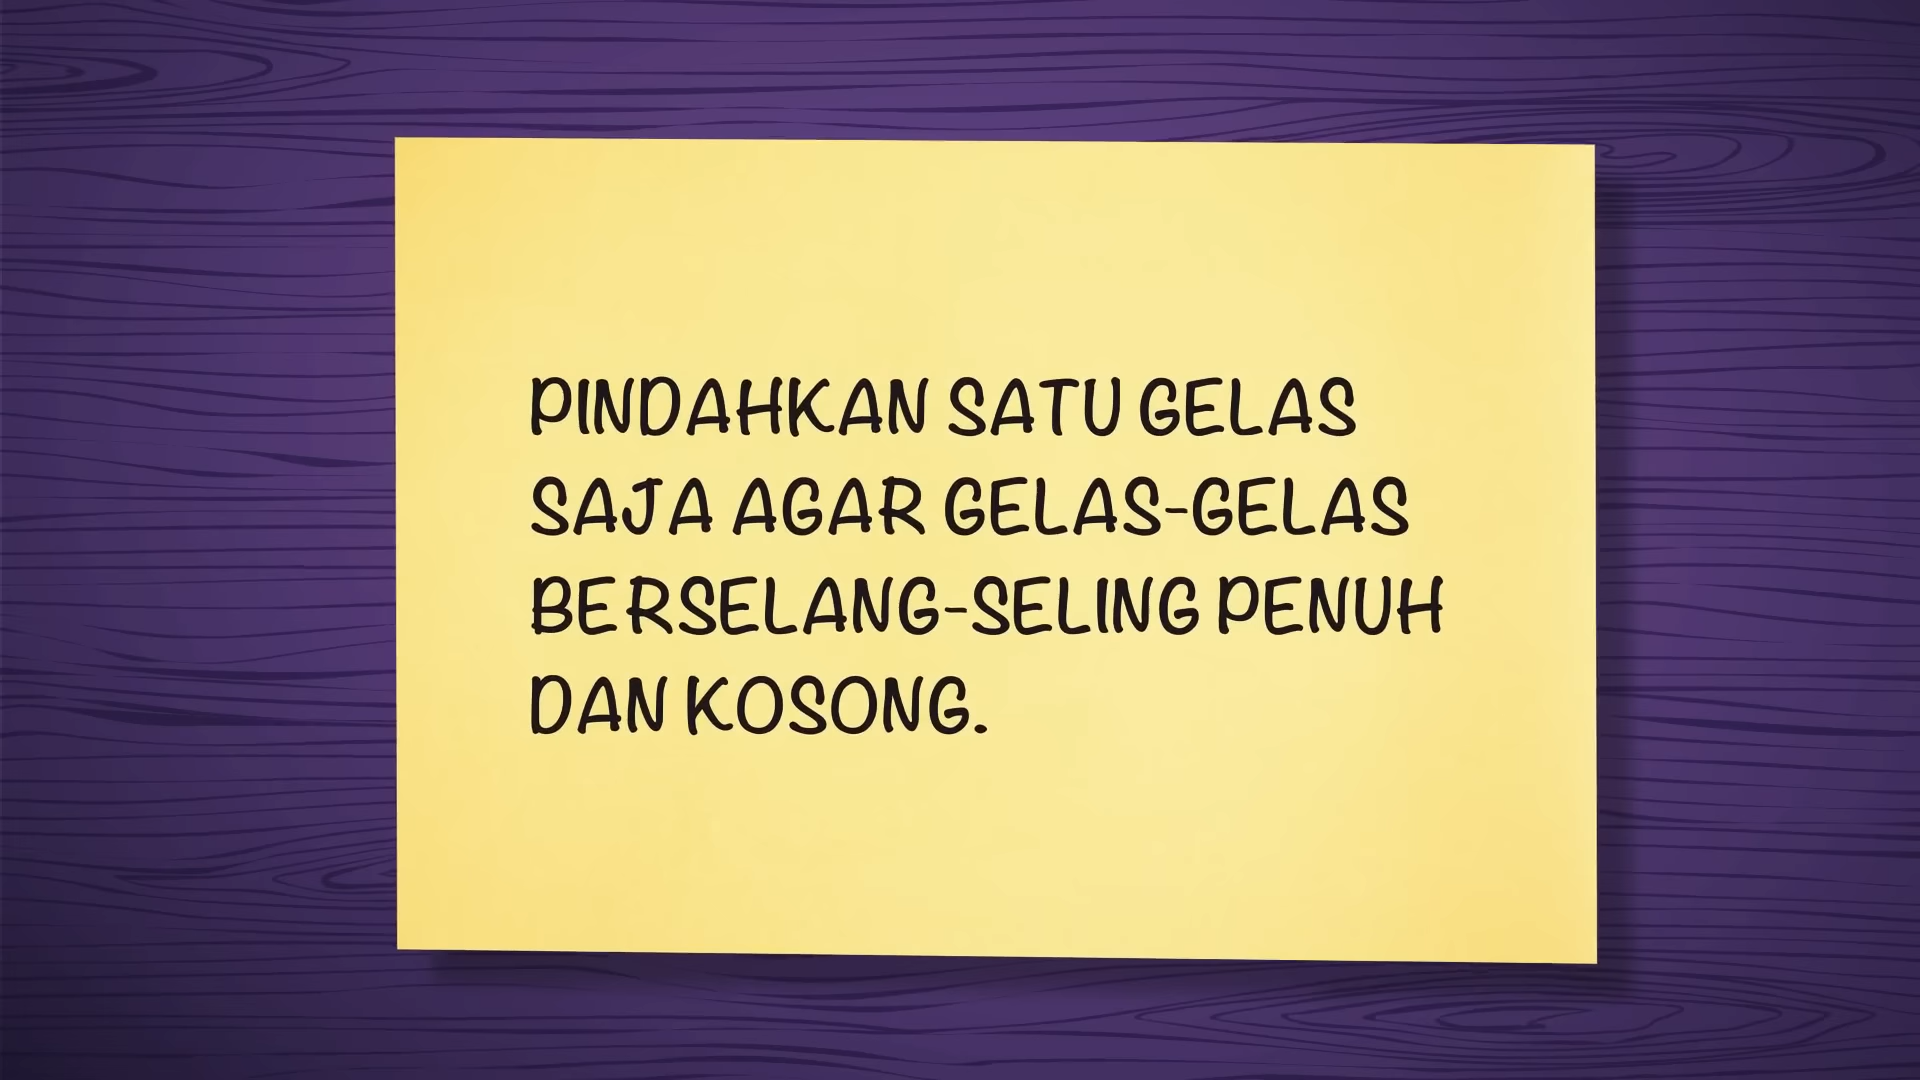 PINDAHKAN SATU GELAS
SAJA AGAR GELAS-GELAS
BERSELANG-SELING PENUH
DAN KOSONG.